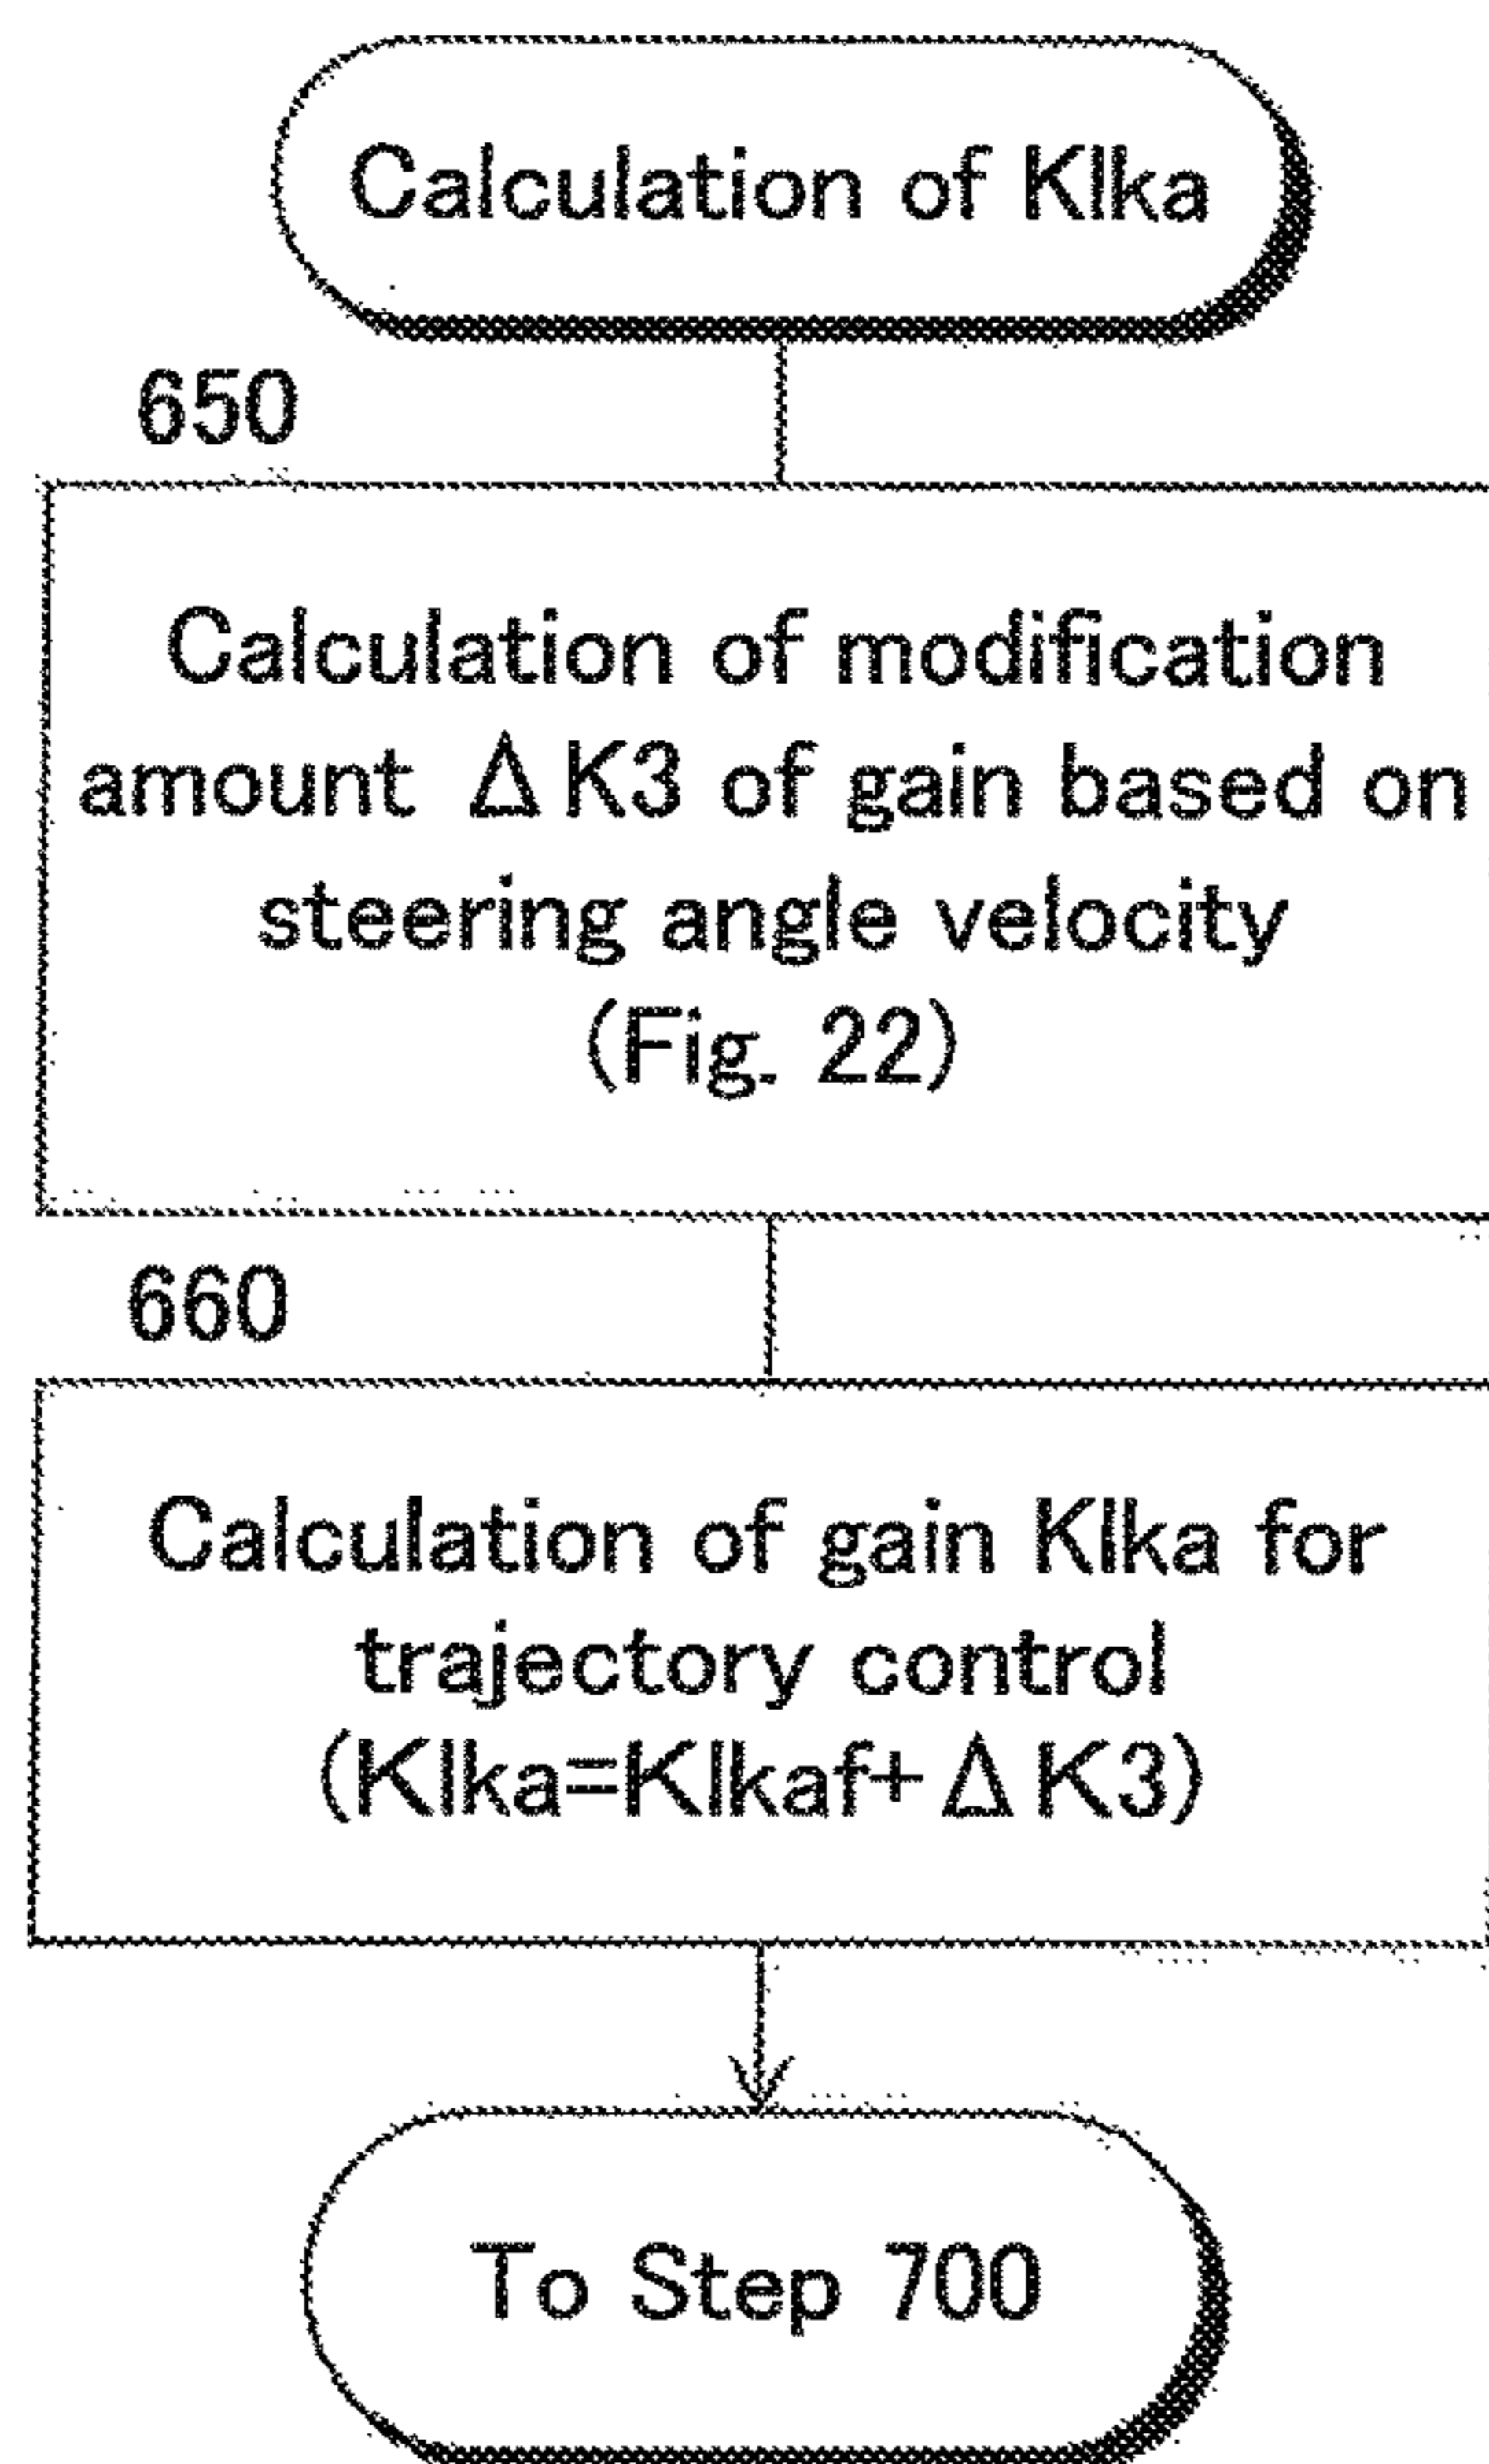 Calculation of Klka
650
Calculation of modification
amount ΔK3 of gain based on
steering angle velocity
(Fig. 22)
660
Calculation of gain Klka for
trajectory control
(Klka=Klkaf+ΔK3)
To Step 700